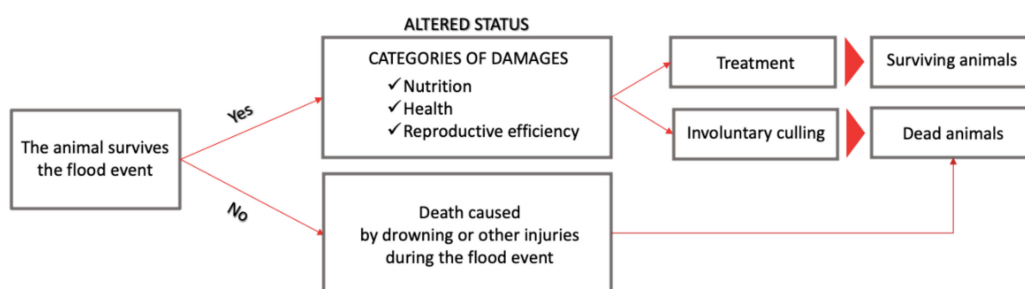 ALTERED STATUS
CATEGORIES OF DAMAGES
✓Nutrition
✓Health
✓Reproductive efficiency
Treatment
Surviving animals
Yes
The animal survives
the flood event
Involuntary culling
Dead animals
No
Death caused
by drowning or other injuries
during the flood event